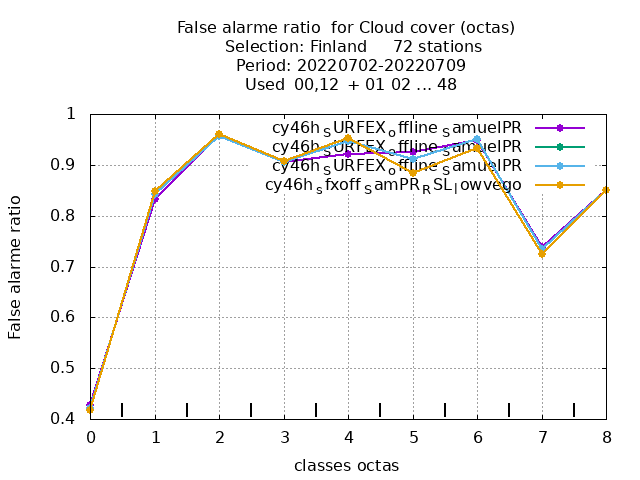 False alarme ratio  for Cloud cover (octas)
Selection: Finland     72 stations
Period: 20220702-20220709
Used  00,12  + 01 02 ... 48
cy46h_SURFEX_offline_SamuelPR
cy46h_SURFEX_offline_SamuelPR
cy46h_SURFEX_offline_SamuelPR
cy46h_sfxoff_SamPR_RSL_lowvego
1
0.9
0.8
0.7
0.6
0.5
0.4
False alarme ratio
0 1 2 3 4 5 6 7 8
classes octas